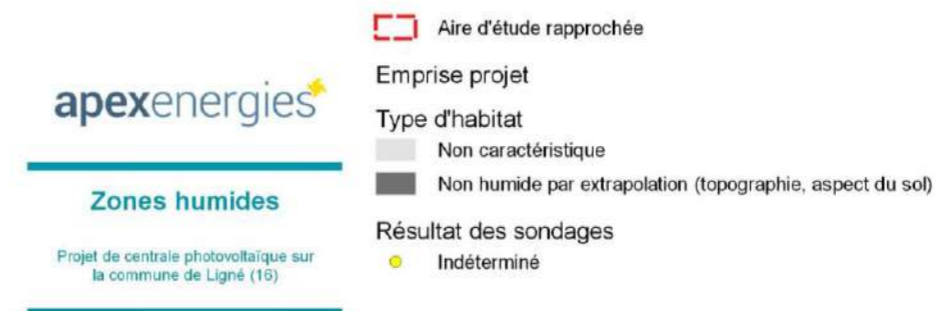 apexenergies
Zones humides
Projet de centrale photovoltaïque sur
la commune de Ligné (16)
Aire d'étude rapprochée
Emprise projet
Type d'habitat
Non caractéristique
Non humide par extrapolation (topographie, aspect du sol)
Résultat des sondages
Indéterminé